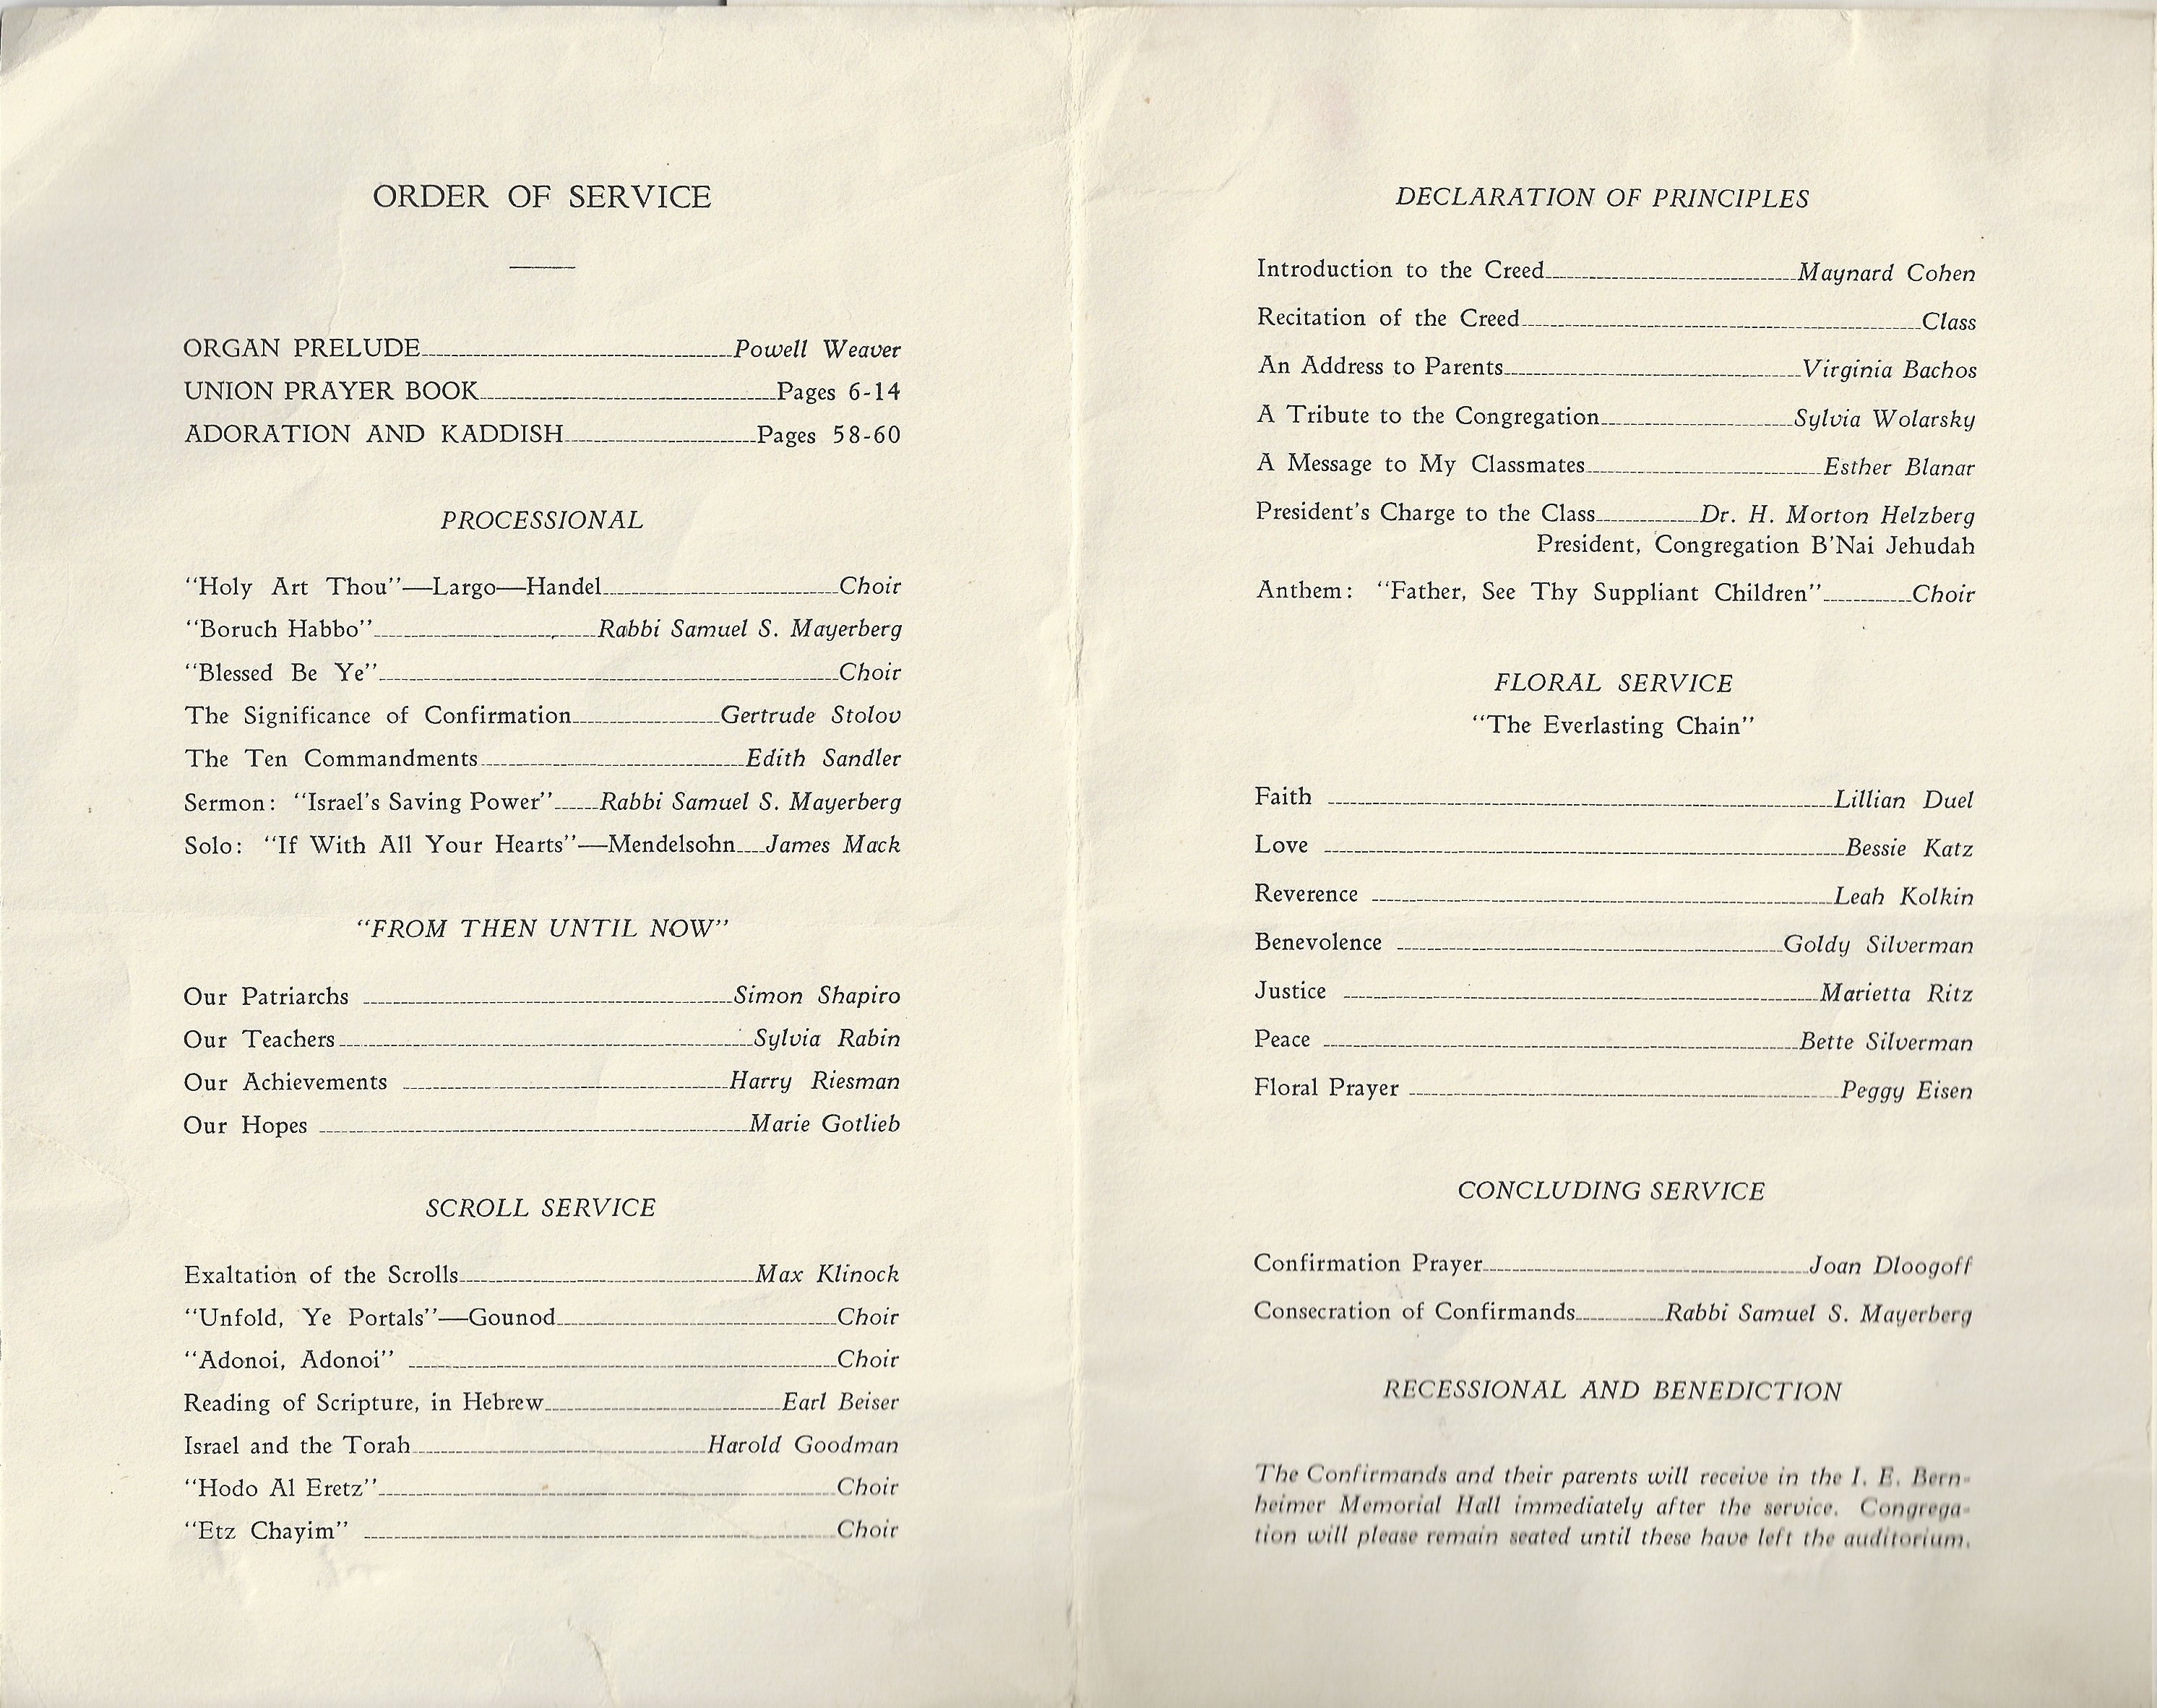 ORDER OF SERVICE
ORGAN PRELUDE Powell Weaver
UNION PRAYER BOOK Pages 6-14
ADORATION AND KADDISH Pages 58-60
PROCESSIONAL
“Holy Art Thou”—Largo—Handel Choir
“Boruch Habbo” Rabbi Samuel S. Mayerberg
“Blessed Be Ye” Choir
The Significance of Confirmation Gertrude Stolov
The Ten Commandments Edith Sandler
Sermon: “Israel's Saving Power” Rabbi Samuel S. Mayerberg
Solo: “If With All Your Hearts”—Mendelsohn James Mack
“FROM THEN UNTIL NOW”
Our Patriarchs Simon Shapiro
Our Teachers Sylvia Rabin
Our Achievements Harry Riesman
Our Hopes Marie Gotlieb
SCROLL SERVICE
Exaltation of the Scrolls Max Klinock
“Unfold, Ye Portals”—Gounod Choir
“Adonoi, Adonoi” Choir
Reading of Scripture, in Hebrew Earl Beiser
Israel and the Torah Harold Goodman
“Hodo Al Eretz” Choir
“Etz Chayim” Choir
DECLARATION OF PRINCIPLES
Introduction to the Creed Maynard Cohen
Recitation of the Creed Class
An Address to Parents Virginia Bachos
A Tribute to the Congregation Sylvia Wolarsky
A Message to My Classmates Esther Blanar
President's Charge to the Class Dr. H. Morton Helzberg
President, Congregation B'Nai Jehudah
Anthem: “Father, See Thy Suppliant Children” Choir
FLORAL SERVICE
“The Everlasting Chain”
Faith Lillian Duel
Love Bessie Katz
Reverence Leah Kolkin
Benevolence Goldy Silverman
Justice Marietta Ritz
Peace Bette Silverman
Floral Prayer Peggy Eisen
CONCLUDING SERVICE
Confirmation Prayer Joan Dloogoff
Consecration of Confirmands Rabbi Samuel S. Mayerberg
RECESSIONAL AND BENEDICTION
The Confirmands and their parents will receive in the I. E. Bern-
heimer Memorial Hall immediately after the service. Congrega-
tion will please remain seated until these have left the auditorium.